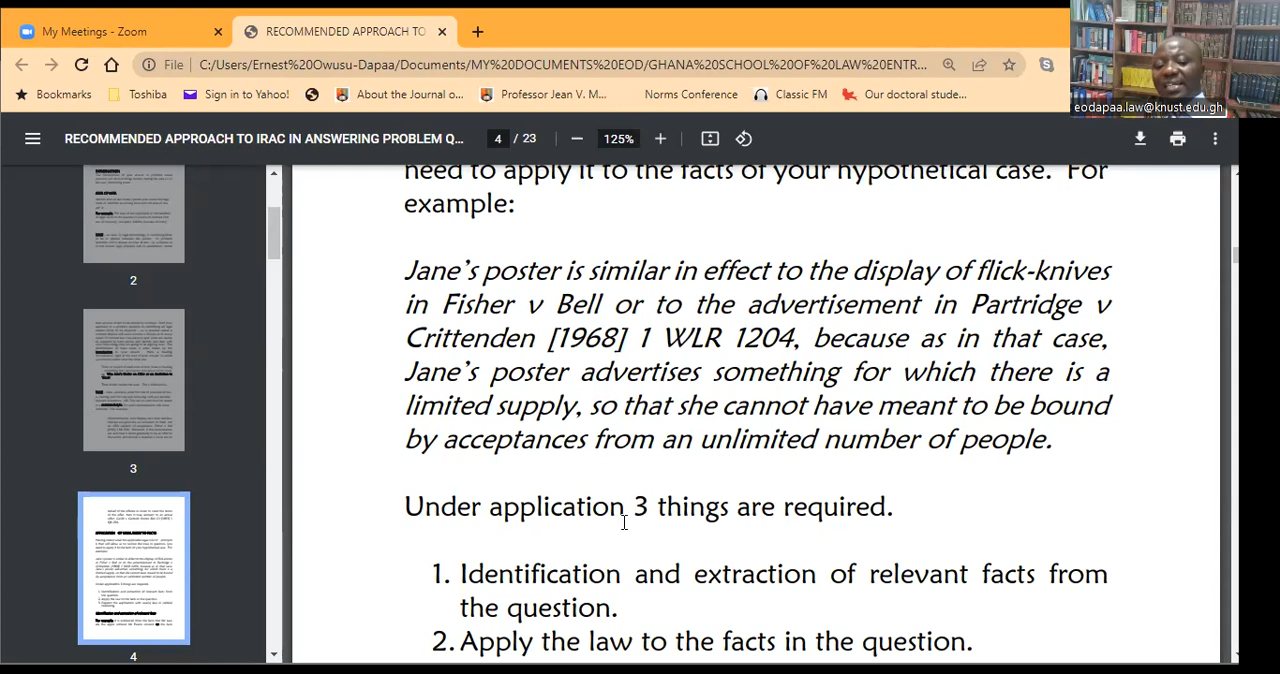 My Meetings - Zoom
RECOMMENDED APPROACH TO
File
C:/Users/Ernest%20Owusu-Dapa/Documents/MY%20DOCUMENTS%20EOD/GHANA%20SCHOOL%20OF%20LAW%20ENTR...
Bookmarks
Toshiba
Sign in to Yahoo!
About the Journal o...
Professor Jean V. M...
Norms Conference
Classic FM
Our doctoral stude...
eodapaa.law@knust.edu.gh
RECOMMENDED APPROACH TO IRAC IN ANSWERING PROBLEM Q...
4 / 23
125%
need to apply it to the facts of your hypothetical case. For
example:
Jane's poster is similar in effect to the display of flick-knives
in Fisher v Bell or to the advertisement in Partridge v
Crittenden [1968] 1 WLR 1204, because as in that case,
Jane's poster advertises something for which there is a
limited supply, so that she cannot have meant to be bound
by acceptances from an unlimited number of people.
Under application 3 things are required.
1. Identification and extraction of relevant facts from
the question.
2. Apply the law to the facts in the question.
2
3
4